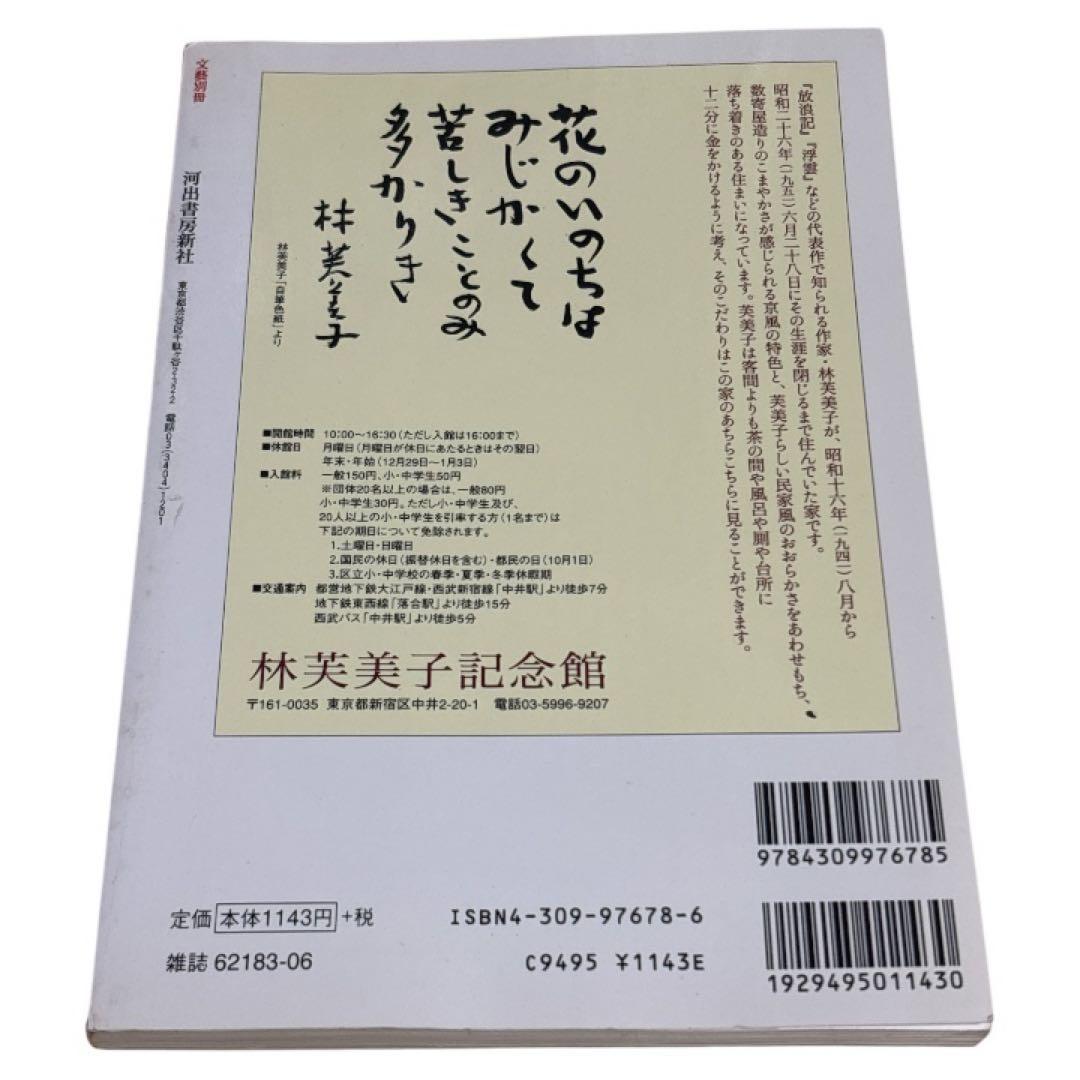 文藝別冊
河出書房新社
東京都渋谷区千駄ヶ谷2-32-2 電話03(3404)1201
『放浪記』『浮雲』などの代表作で知られる作家・林芙美子が、昭和十六年(一九四一)八月から
昭和二十六年(一九五一)六月二十八日にその生涯を閉じるまで住んでいた家です。
数寄屋造りのこまやかさが感じられる京風の特色と、芙美子らしい民家風のおおらかさをあわせもち、
落ち着きのある住まいになっています。芙美子は客間よりも茶の間や風呂や厠や台所に
十二分に金をかけるように考え、そのこだわりはこの家のあちらこちらに見ることができます。
花のいのちは
みじかくて
苦しきことのみ
多かりき
林芙美子
林芙美子「自筆色紙」より
■開館時間 10:00〜16:30(ただし入館は16:00まで)
■休館日 月曜日(月曜日が休日にあたるときはその翌日)
年末・年始(12月29日〜1月3日)
■入館料 一般150円、小・中学生50円
※団体20名以上の場合は、一般80円
小・中学生30円。ただし小・中学生及び、
20人以上の小・中学生を引率する方(1名まで)は
下記の期日について免除されます。
1.土曜日・日曜日
2.国民の休日(振替休日を含む)・都民の日(10月1日)
3.区立小・中学校の春季・夏季・冬季休暇期
■交通案内 都営地下鉄大江戸線・西武新宿線「中井駅」より徒歩7分
地下鉄東西線「落合駅」より徒歩15分
西武バス「中井駅」より徒歩5分
林芙美子記念館
〒161-0035 東京都新宿区中井2-20-1 電話03-5996-9207
9784309976785
定価 本体1143円 +税
ISBN4-309-97678-6
雑誌 62183-06
C9495 ¥1143E
1929495011430